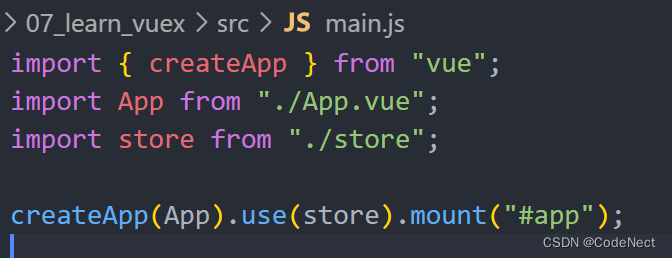 > 07_learn_vuex > src > JS main.js
import { createApp } from "vue";
import App from "./App.vue";
import store from "./store";
createApp(App).use(store).mount("#app");
CSDN @CodeNect